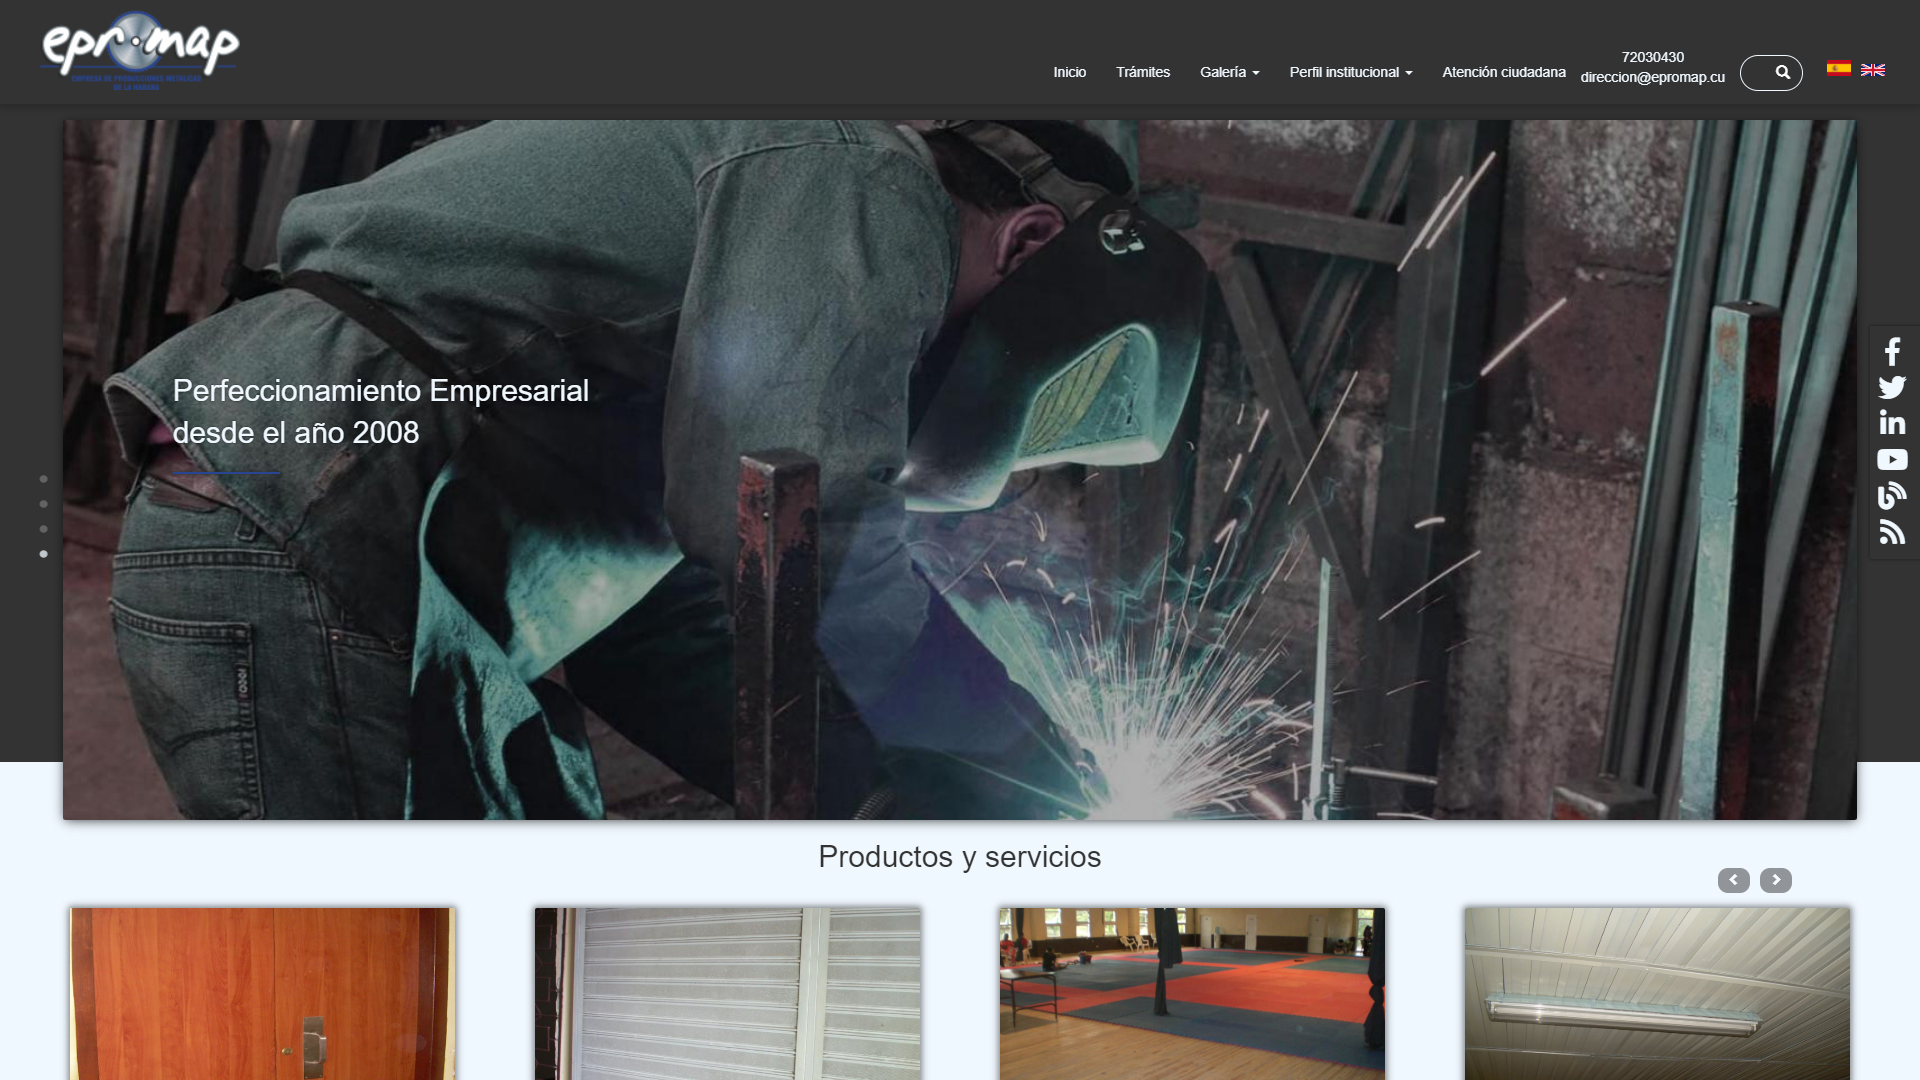 epromap
EMPRESA DE PRODUCCIONES METÁLICAS
DE LA HABANA
Inicio
Trámites
Galería
Perfil institucional
Atención ciudadana
72030430
direccion@epromap.cu
Perfeccionamiento Empresarial
desde el año 2008
Productos y servicios